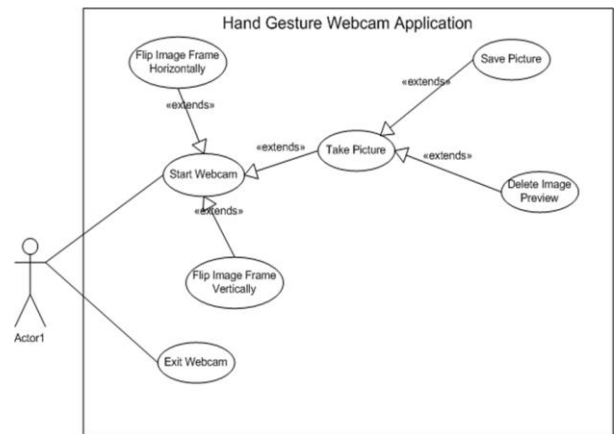 Hand Gesture Webcam Application
Flip Image Frame
Horizontally
Save Picture
«extends»
«extends»
«extends»
Take Picture
«extends»
Start Webcam
Delete Image
Preview
«extends»
Flip Image Frame
Vertically
Actor1
Exit Webcam